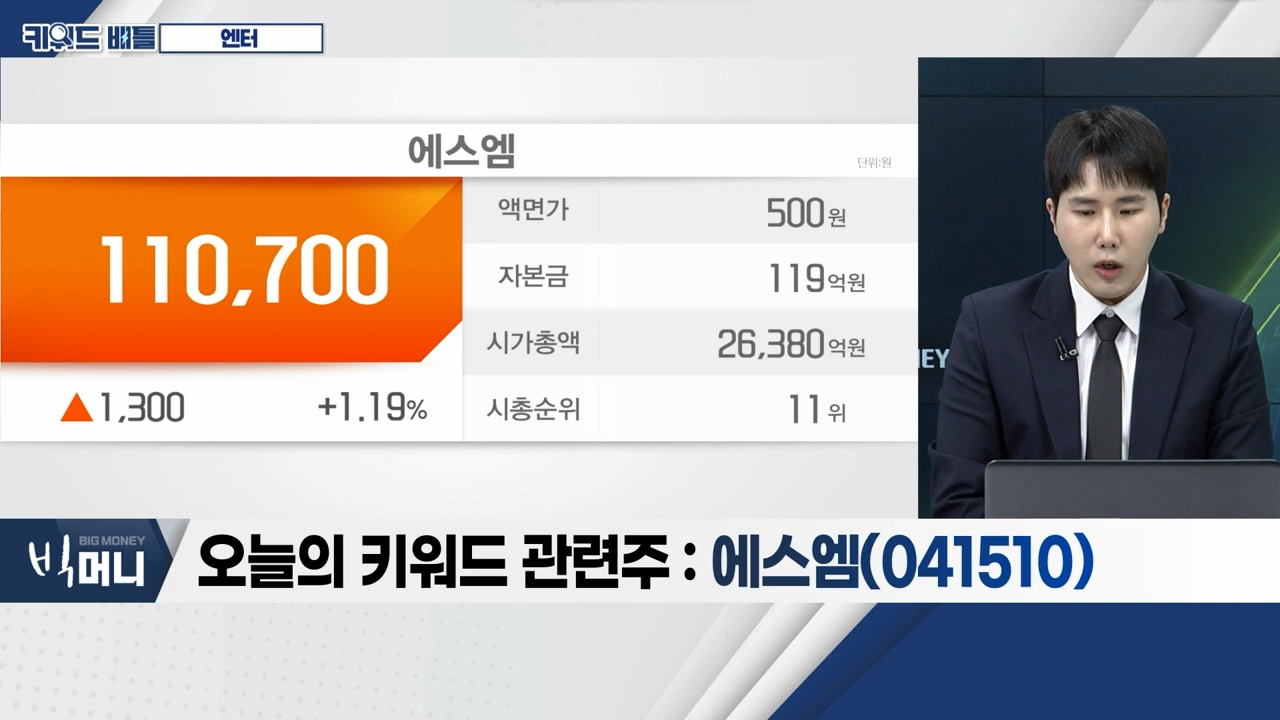 키워드 배틀 엔터
에스엠
단위:원
110,700
▲1,300 +1.19%
액면가 500원
자본금 119억원
시가총액 26,380억원
시총순위 11위
NEY
BIG MONEY
빅머니
오늘의 키워드 관련주 : 에스엠(041510)